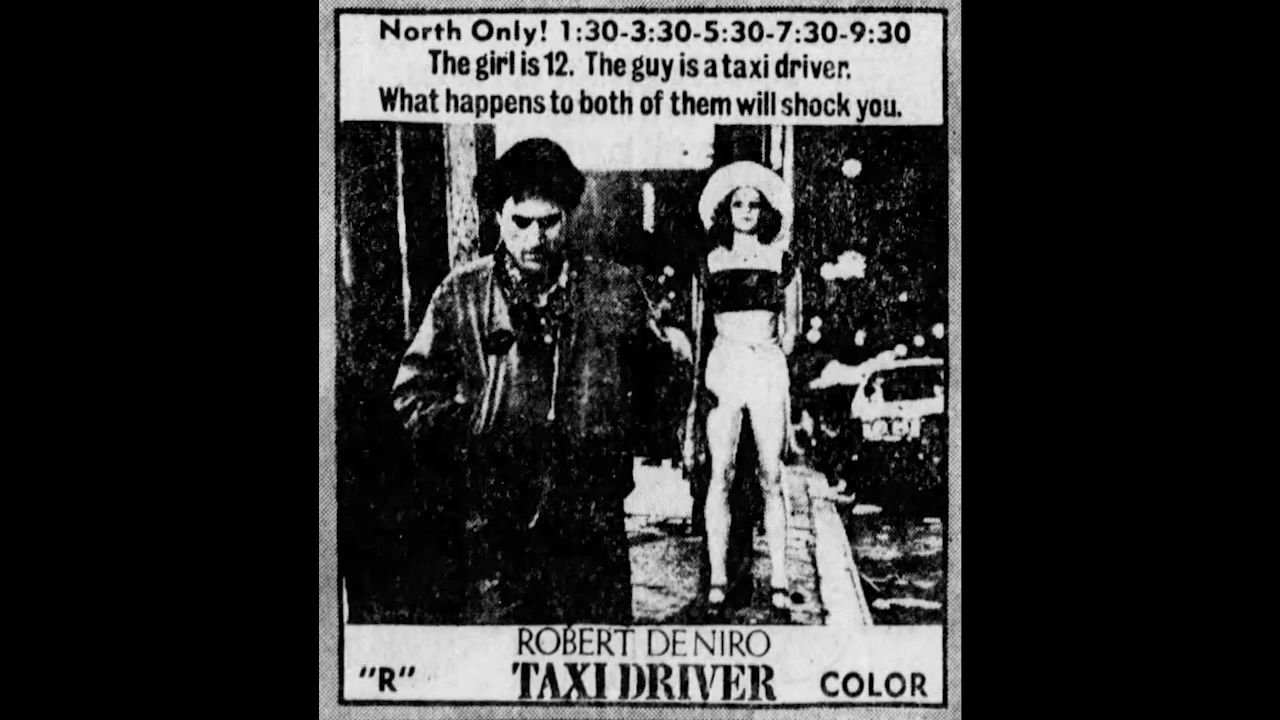 North Only! 1:30-3:30-5:30-7:30-9:30
The girl is 12. The guy is a taxi driver.
What happens to both of them will shock you.
ROBERT DE NIRO
"R" TAXI DRIVER COLOR